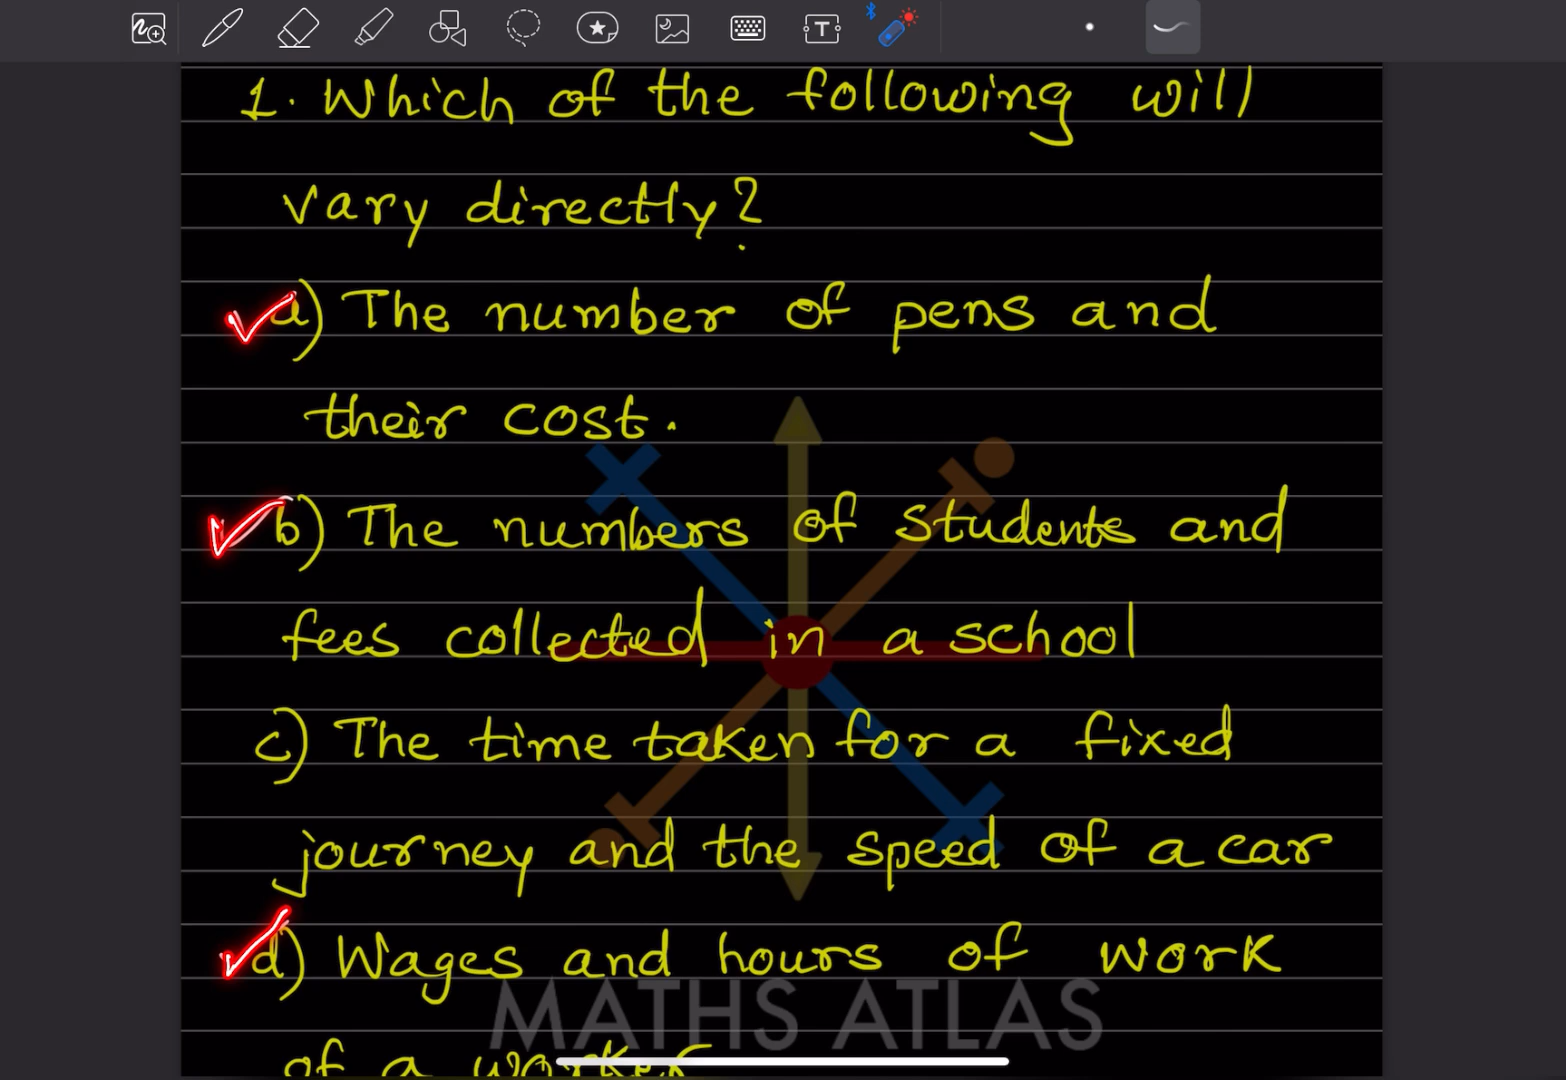 1. Which of the following will
vary directly?
a) The number of pens and
their cost.
b) The numbers of students and
fees collected in a school
c) The time taken for a fixed
journey and the speed of a car
d) Wages and hours of work
MATHS ATLAS
of a worker